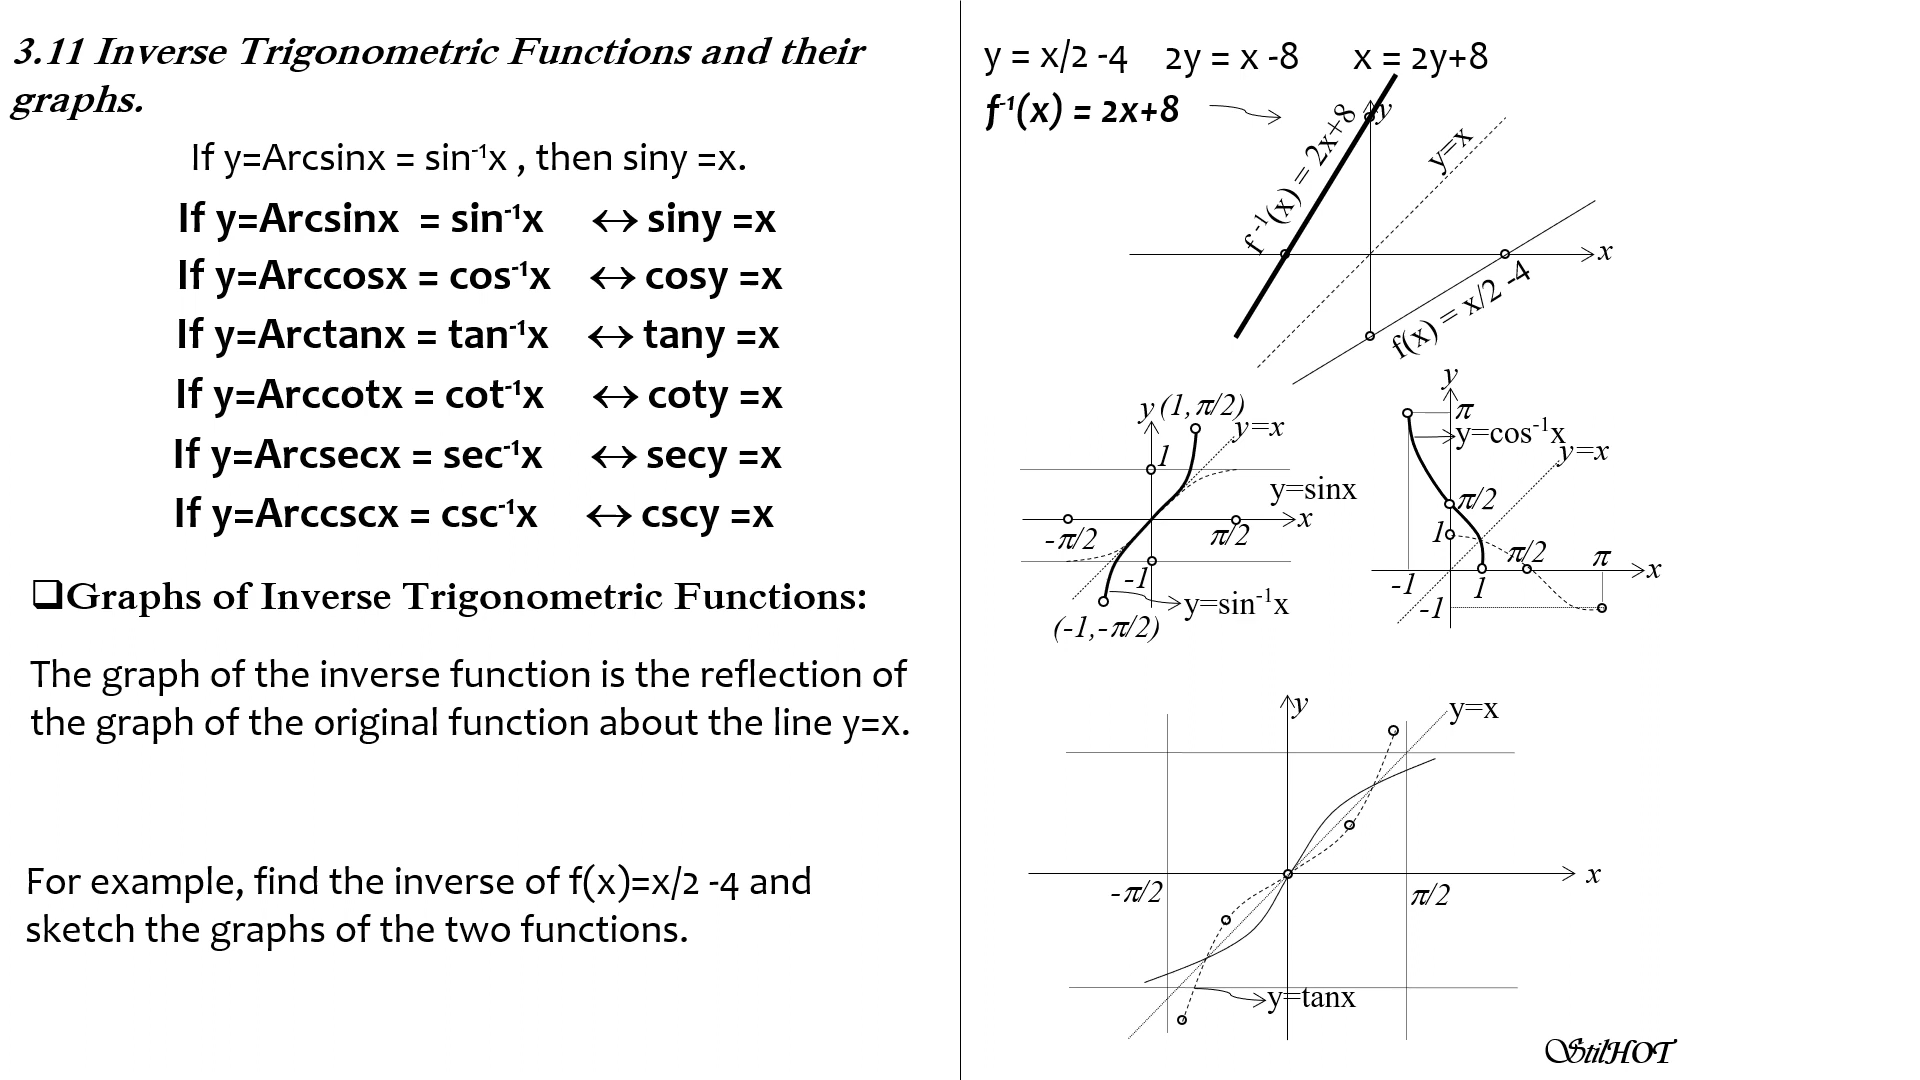 3.11 Inverse Trigonometric Functions and their
graphs.
If y=Arcsinx = sin⁻¹x , then siny =x.
If y=Arcsinx = sin⁻¹x ↔ siny =x
If y=Arccosx = cos⁻¹x ↔ cosy =x
If y=Arctanx = tan⁻¹x ↔ tany =x
If y=Arccotx = cot⁻¹x ↔ coty =x
If y=Arcsecx = sec⁻¹x ↔ secy =x
If y=Arccscx = csc⁻¹x ↔ cscy =x
❑Graphs of Inverse Trigonometric Functions:
The graph of the inverse function is the reflection of
the graph of the original function about the line y=x.
For example, find the inverse of f(x)=x/2 -4 and
sketch the graphs of the two functions.
y = x/2 -4 2y = x -8 x = 2y+8
f⁻¹(x) = 2x+8
y
f⁻¹(x) = 2x+8
y=x
x
f(x) = x/2 -4
y
(1,π/2)
y=x
1
y=sinx
x
-π/2
π/2
-1
y=sin⁻¹x
(-1,-π/2)
y
π
y=cos⁻¹x
y=x
π/2
1
π/2
π
x
-1
1
-1
y
y=x
x
-π/2
π/2
y=tanx
StilHOT